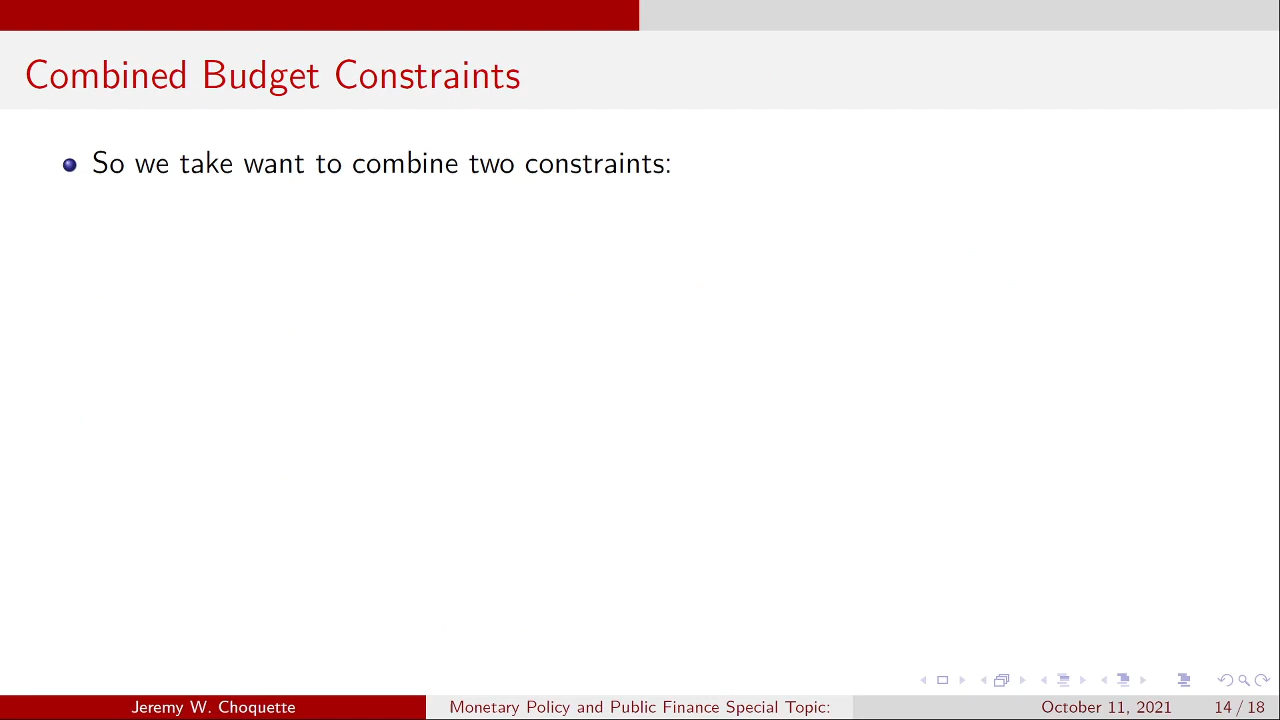 Combined Budget Constraints
So we take want to combine two constraints:
Jeremy W. Choquette
Monetary Policy and Public Finance Special Topic:
October 11, 2021
14 / 18